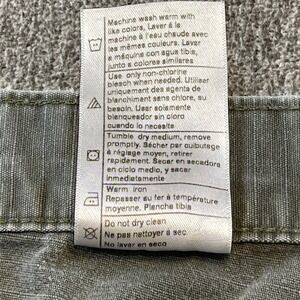 Machine wash warm with
like colors, Laver à la
machine à l'eau chaude avec
les mêmes couleurs. Lavar
a máquina con agua tibia,
junto a colores similares
Use only non-chlorine
bleach when needed. Utiliser
uniquement des agents de
blanchiment sans chlore, au
besoin. Usar solamente
blanqueador sin cloro
cuando lo necesite
Tumble dry medium, remove
promptly. Sécher par culbutage
à réglage moyen, retirer
rapidement. Secar en secadora
en ciclo medio, y sacar
inmediatamente
Warm iron
Repasser au fer à température
moyenne. Plancha tibia
Do not dry clean
Ne pas nettoyer à sec
No lavar en seco